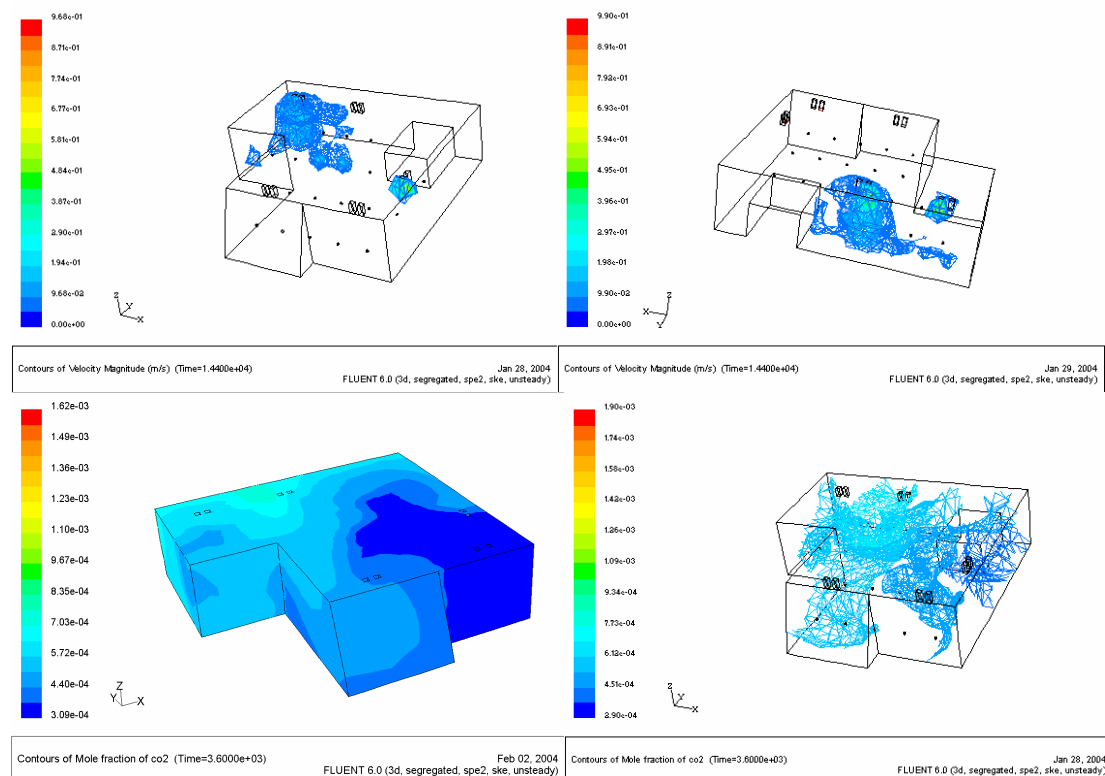 9.68e-01
8.71e-01
7.74e-01
6.77e-01
5.81e-01
4.84e-01
3.87e-01
2.90e-01
1.94e-01
9.68e-02
0.00e+00
Z
Y
X
Contours of Velocity Magnitude (m/s) (Time=1.4400e+04)
Jan 28, 2004
FLUENT 6.0 (3d, segregated, spe2, ske, unsteady)
9.90e-01
8.91e-01
7.92e-01
6.93e-01
5.94e-01
4.95e-01
3.96e-01
2.97e-01
1.98e-01
9.90e-02
0.00e+00
Z
X
Y
Contours of Velocity Magnitude (m/s) (Time=1.4400e+04)
Jan 29, 2004
FLUENT 6.0 (3d, segregated, spe2, ske, unsteady)
1.62e-03
1.49e-03
1.36e-03
1.23e-03
1.10e-03
9.67e-04
8.35e-04
7.03e-04
5.72e-04
4.40e-04
3.09e-04
Z
Y
X
Contours of Mole fraction of co2 (Time=3.6000e+03)
Feb 02, 2004
FLUENT 6.0 (3d, segregated, spe2, ske, unsteady)
1.90e-03
1.74e-03
1.58e-03
1.42e-03
1.26e-03
1.09e-03
9.34e-04
7.73e-04
6.12e-04
4.51e-04
2.90e-04
Z
Y
X
Contours of Mole fraction of co2 (Time=3.6000e+03)
Jan 28, 2004
FLUENT 6.0 (3d, segregated, spe2, ske, unsteady)